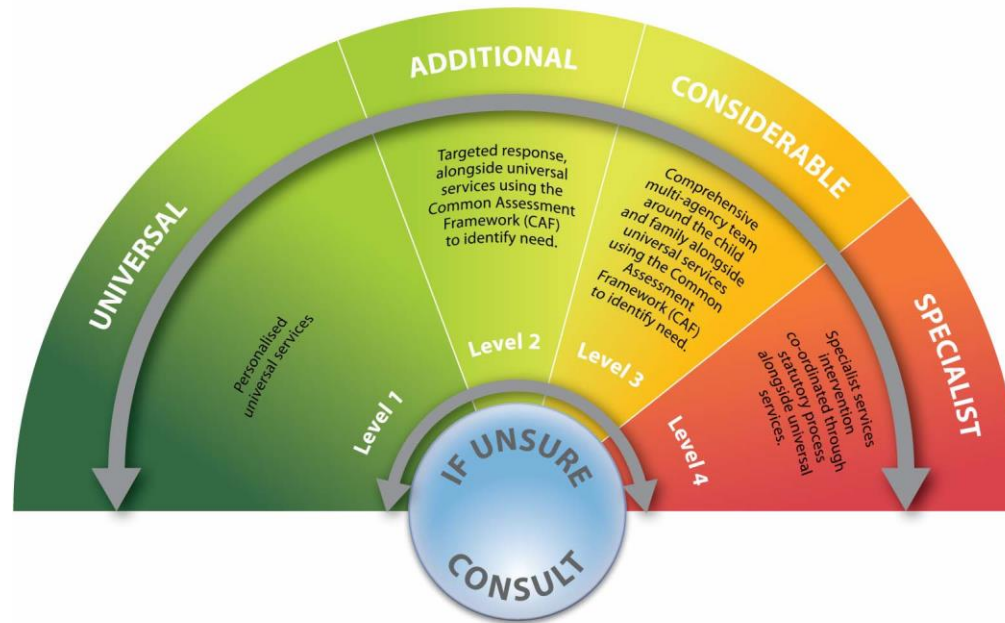 UNIVERSAL
Personalised
universal services
Level 1
ADDITIONAL
Targeted response,
alongside universal
services using the
Common Assessment
Framework (CAF)
to identify need.
Level 2
CONSIDERABLE
Comprehensive
multi-agency team
around the child
and family alongside
universal services
using the Common
Assessment
Framework (CAF)
to identify need.
Level 3
SPECIALIST
Specialist services
intervention
co-ordinated through
statutory process
alongside universal
services.
Level 4
IF UNSURE
CONSULT